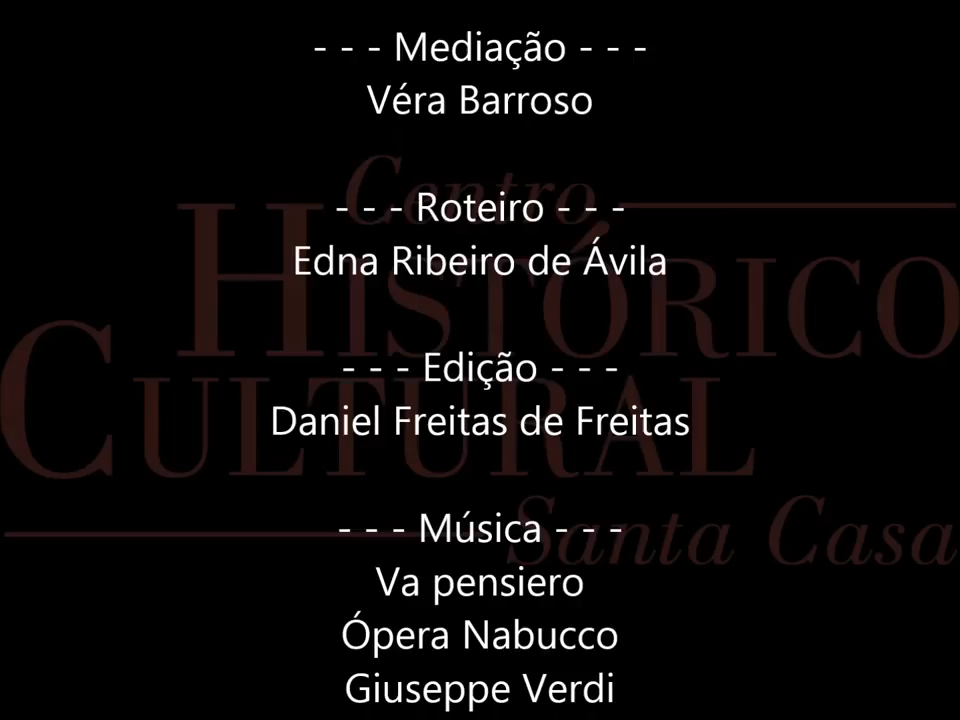 - - - Mediação - - -
Véra Barroso
Centro
- - - Roteiro - - -
Edna Ribeiro de Ávila
HISTÓRICO
- - - Edição - - -
CULTURAL
Daniel Freitas de Freitas
- - - Música - - -
Santa Casa
Va pensiero
Ópera Nabucco
Giuseppe Verdi